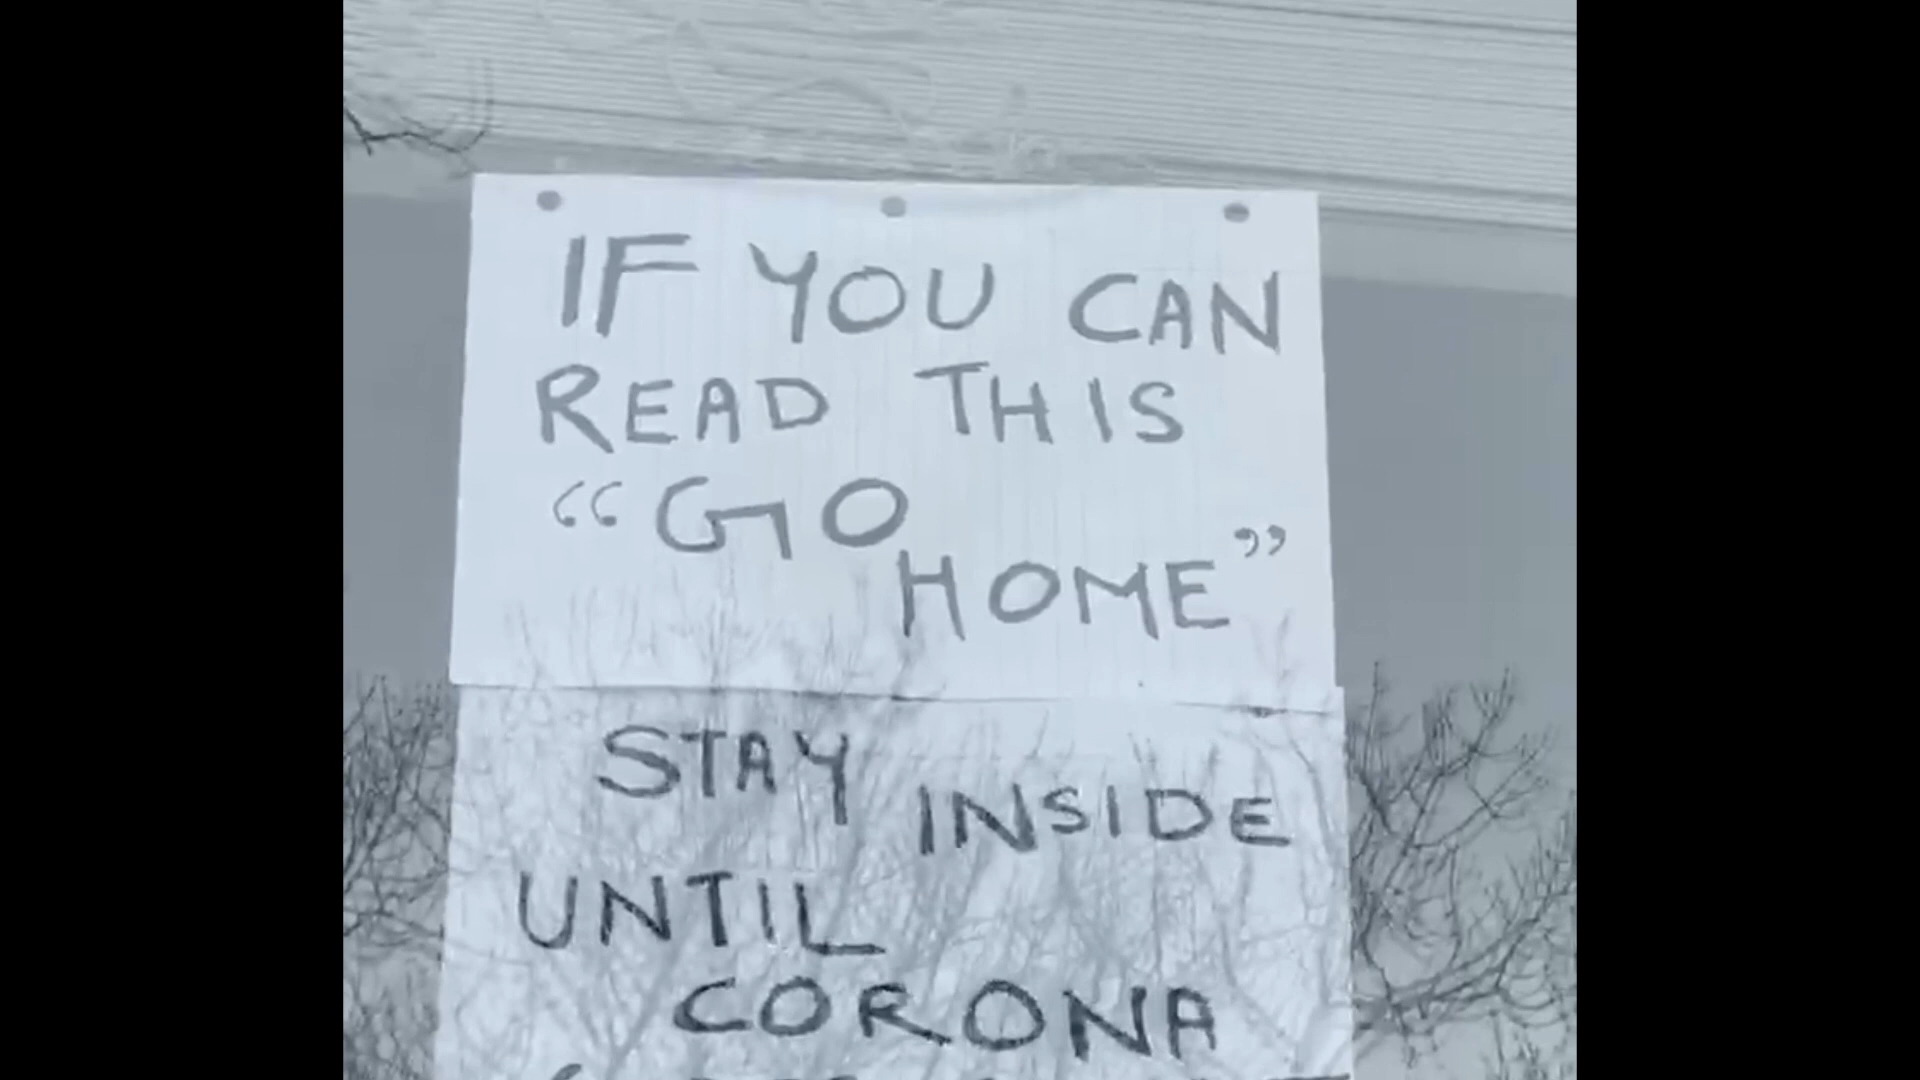 IF YOU CAN
READ THIS
“GO
HOME”
STAY INSIDE
UNTIL
CORONA